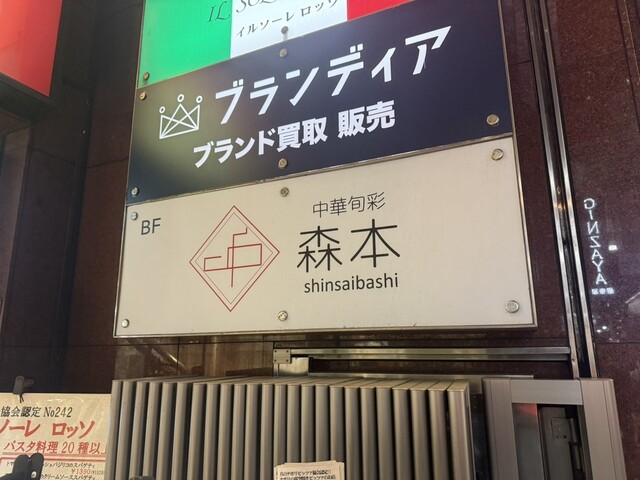 イルソーレ ロッソ
ブランディア
ブランド買取 販売
BF
中華旬彩
森本
shinsaibashi
GINZAYA
協会認定 No242
ソーレ ロッソ
パスタ料理20種以